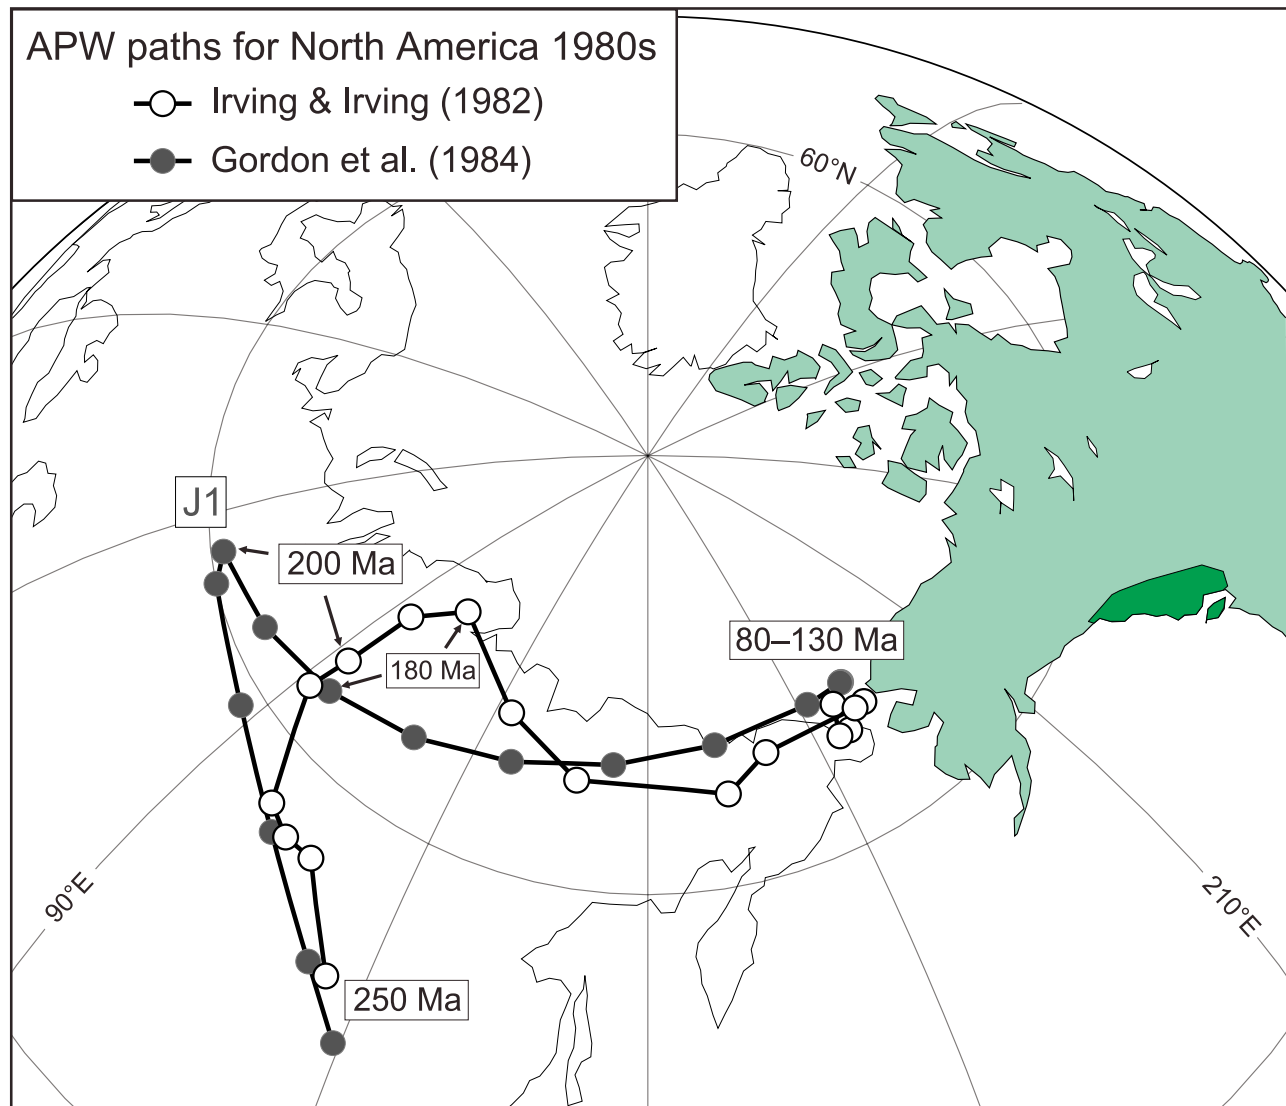 APW paths for North America 1980s
Irving & Irving (1982)
Gordon et al. (1984)
60°N
J1
200 Ma
180 Ma
80–130 Ma
90°E
210°E
250 Ma